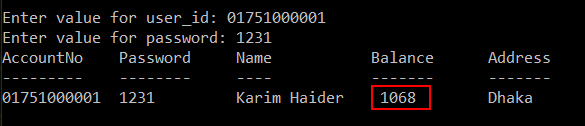 Enter value for user_id: 01751000001
Enter value for password: 1231
AccountNo Password Name Balance Address
--------- -------- ---- ------- -------
01751000001 1231 Karim Haider 1068 Dhaka